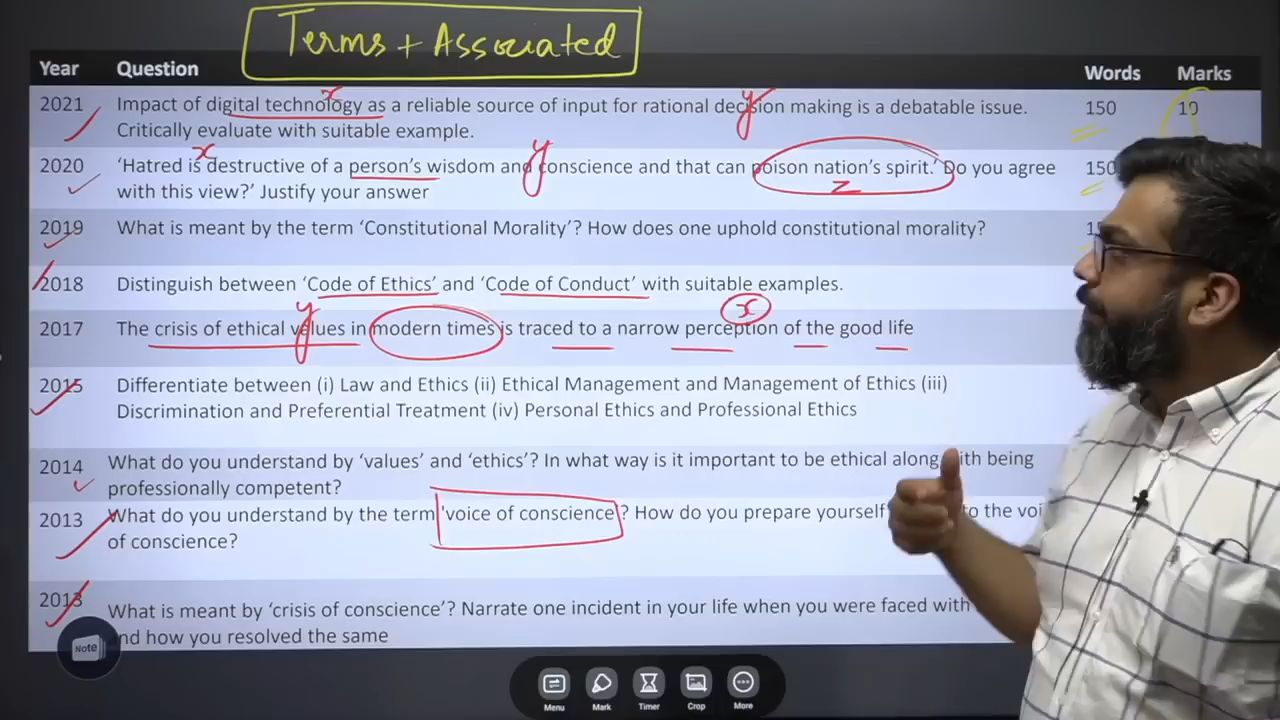 Terms + Associated
Year Question Words Marks
2021 Impact of digital technology as a reliable source of input for rational decision making is a debatable issue. 150 10
Critically evaluate with suitable example.
x y
2020 ‘Hatred is destructive of a person’s wisdom and conscience and that can poison nation’s spirit.’ Do you agree 150
with this view?’ Justify your answer
x y z
2019 What is meant by the term ‘Constitutional Morality’? How does one uphold constitutional morality?
2018 Distinguish between ‘Code of Ethics’ and ‘Code of Conduct’ with suitable examples.
y x
2017 The crisis of ethical values in modern times is traced to a narrow perception of the good life
2015 Differentiate between (i) Law and Ethics (ii) Ethical Management and Management of Ethics (iii)
Discrimination and Preferential Treatment (iv) Personal Ethics and Professional Ethics
2014 What do you understand by ‘values’ and ‘ethics’? In what way is it important to be ethical along with being
professionally competent?
2013 What do you understand by the term 'voice of conscience'? How do you prepare yourself to the
of conscience?
2013 What is meant by ‘crisis of conscience’? Narrate one incident in your life when you were faced with
and how you resolved the same
Note
Menu Mark Timer Crop More